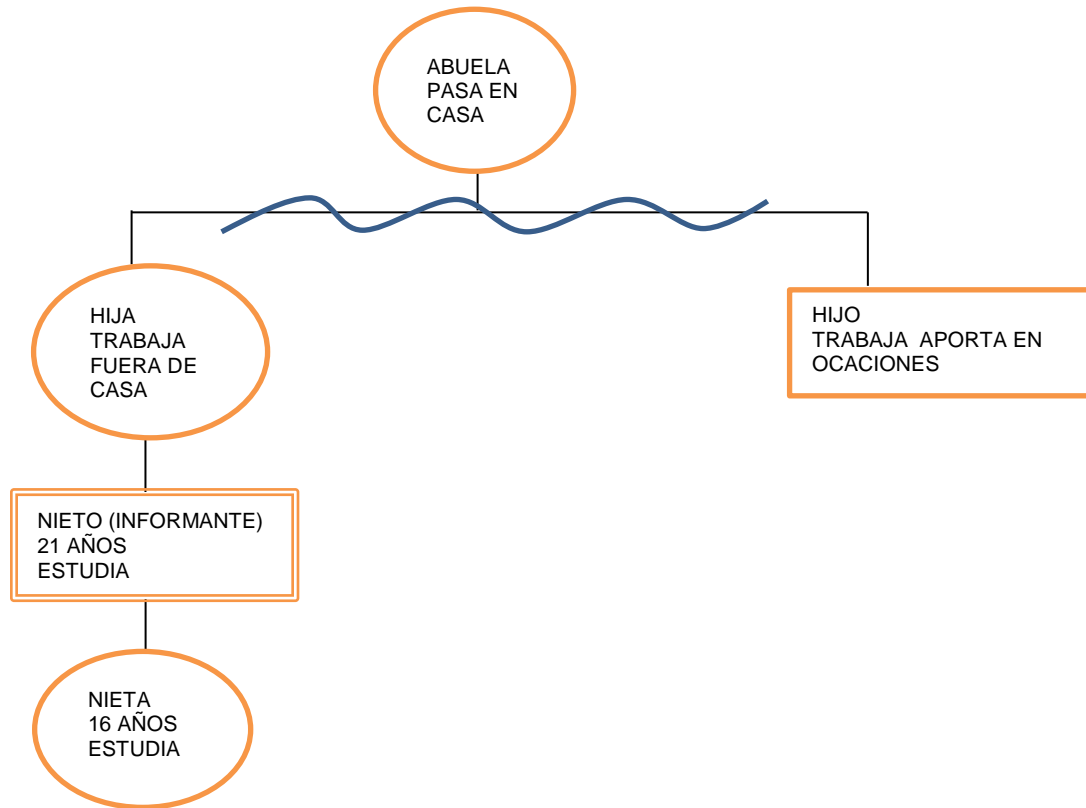 ABUELA
PASA EN
CASA
HIJA
TRABAJA
FUERA DE
CASA
HIJO
TRABAJA  APORTA EN
OCACIONES
NIETO (INFORMANTE)
21 AÑOS
ESTUDIA
NIETA
16 AÑOS
ESTUDIA